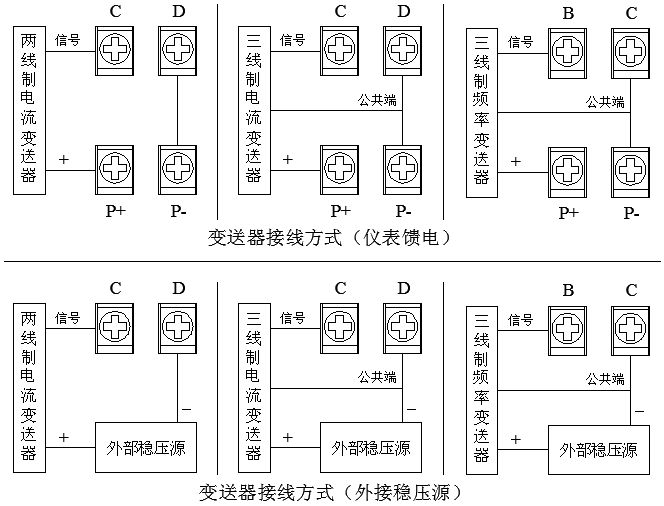 C D C D B C
两线制电流变送器 信号 三线制电流变送器 信号 三线制频率变送器 信号
公共端 公共端
+ + +
P+ P- P+ P- P+ P-
变送器接线方式（仪表馈电）
C D C D B C
两线制电流变送器 信号 三线制电流变送器 信号 三线制频率变送器 信号
公共端 公共端
− − −
+ 外部稳压源 + 外部稳压源 + 外部稳压源
变送器接线方式（外接稳压源）